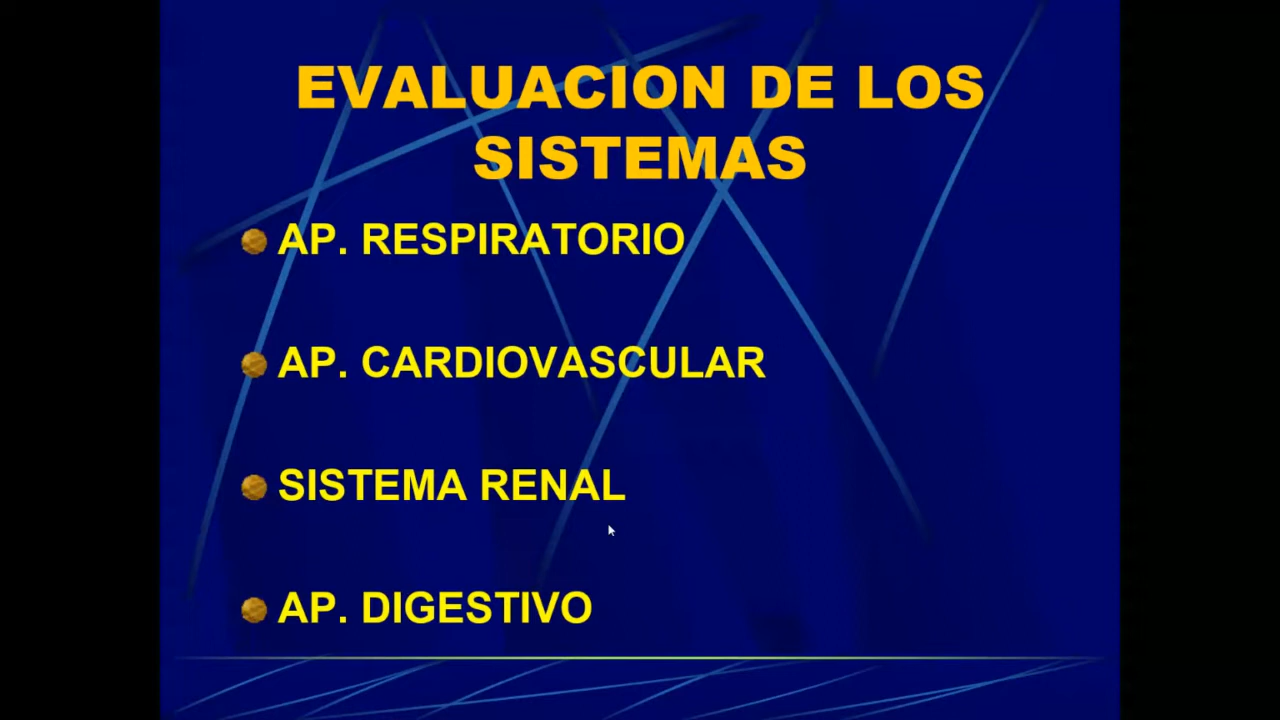 EVALUACION DE LOS
SISTEMAS
AP. RESPIRATORIO
AP. CARDIOVASCULAR
SISTEMA RENAL
AP. DIGESTIVO